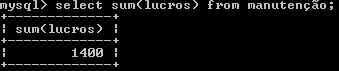 mysql> select sum(lucros) from manutenção;
+-------------+
| sum(lucros) |
+-------------+
|        1400 |
+-------------+